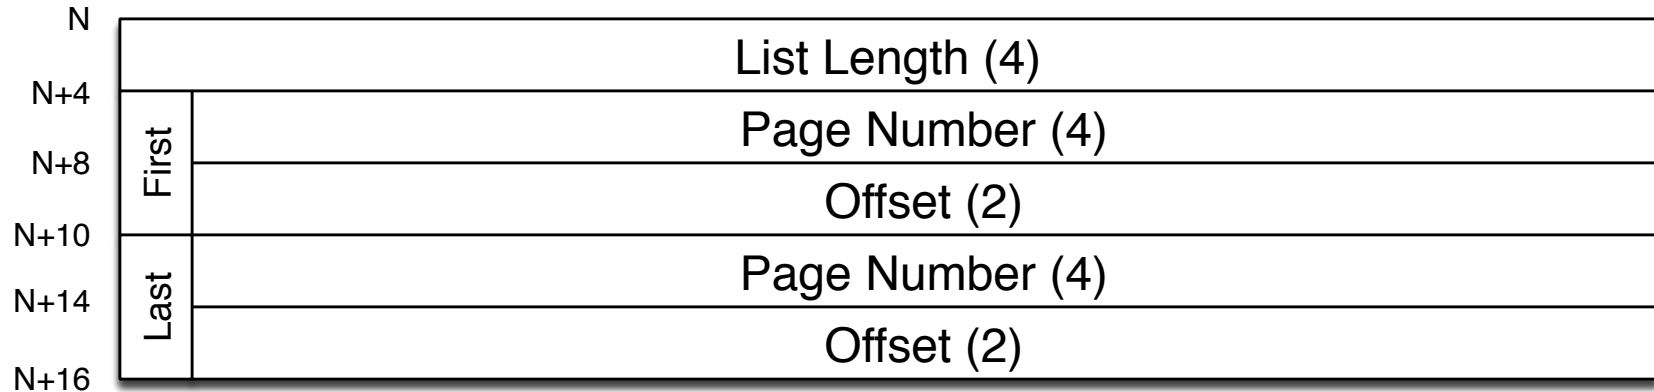 N
List Length (4)
N+4
First
Page Number (4)
N+8
Offset (2)
N+10
Last
Page Number (4)
N+14
Offset (2)
N+16